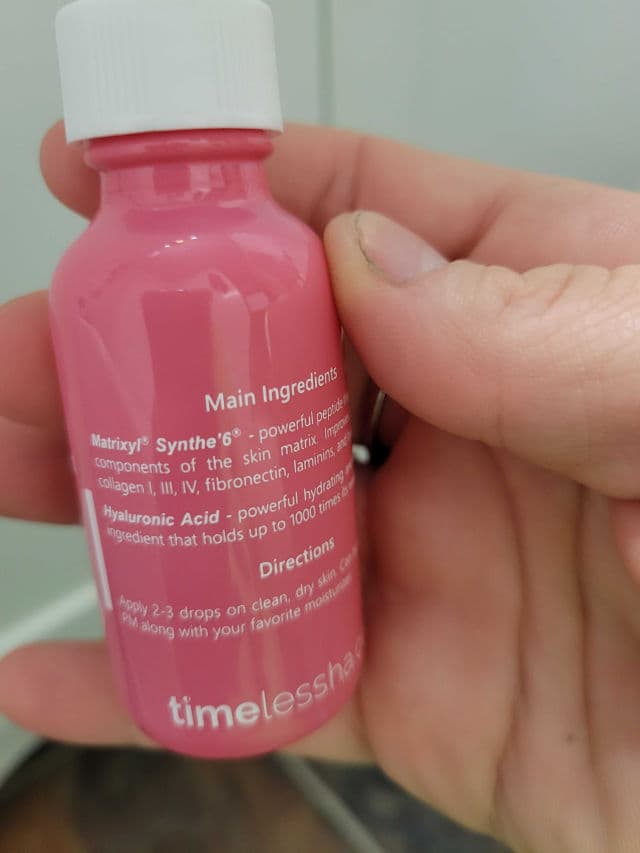 Main Ingredients
Matrixyl® Synthe'6® - powerful peptide
components of the skin matrix.
collagen I, III, IV, fibronectin, laminins, and
Hyaluronic Acid - powerful hydrating
ingredient that holds up to 1000 times its
Directions
Apply 2-3 drops on clean, dry skin.
PM along with your favorite moisturizer.
timelessha.c